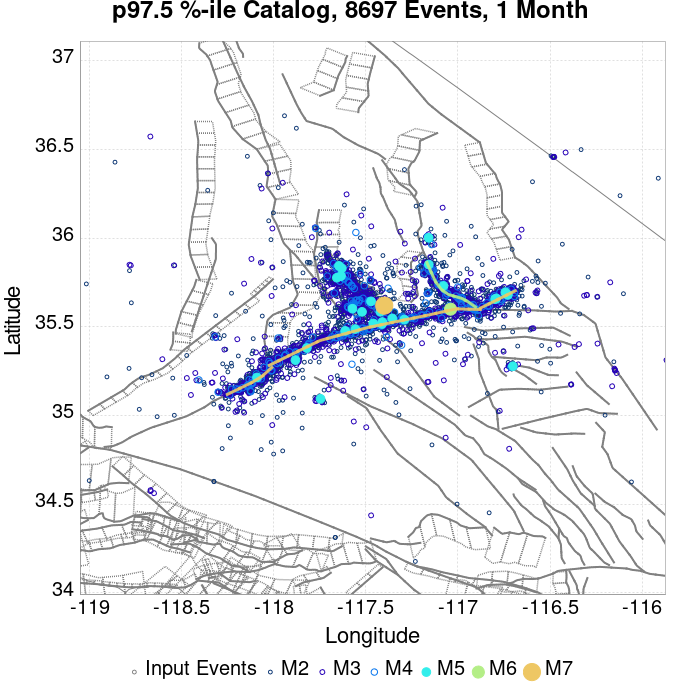 p97.5 %-ile Catalog, 8697 Events, 1 Month
37
36.5
36
35.5
35
34.5
34
Latitude
-119 -118.5 -118 -117.5 -117 -116.5 -116
Longitude
Input Events M2 M3 M4 M5 M6 M7